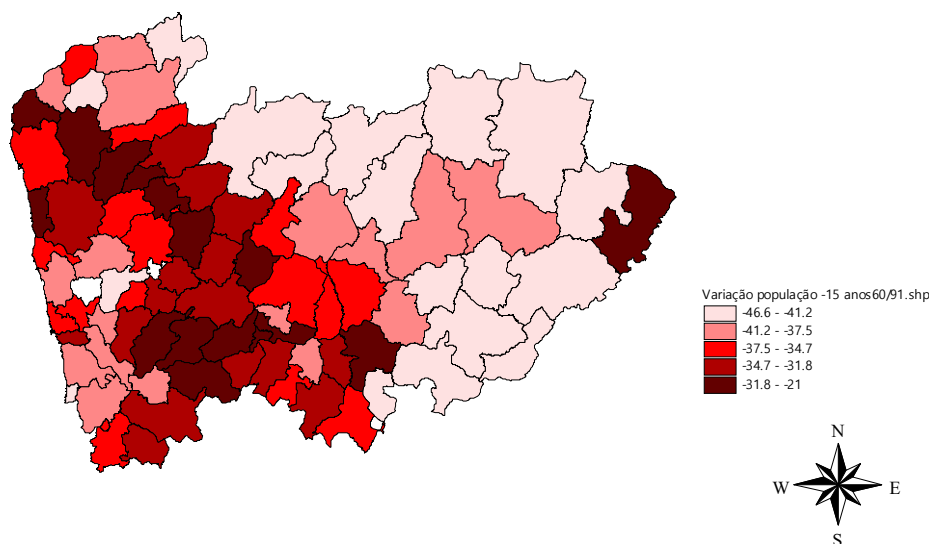 Variação população -15 anos60/91.shp
-46.6 - -41.2
-41.2 - -37.5
-37.5 - -34.7
-34.7 - -31.8
-31.8 - -21
N
W
E
S